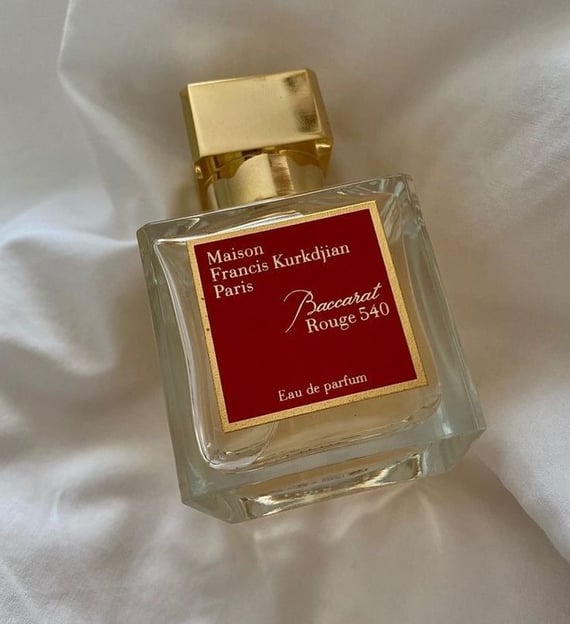 Maison
Francis Kurkdjian
Paris
Baccarat
Rouge 540
Eau de parfum